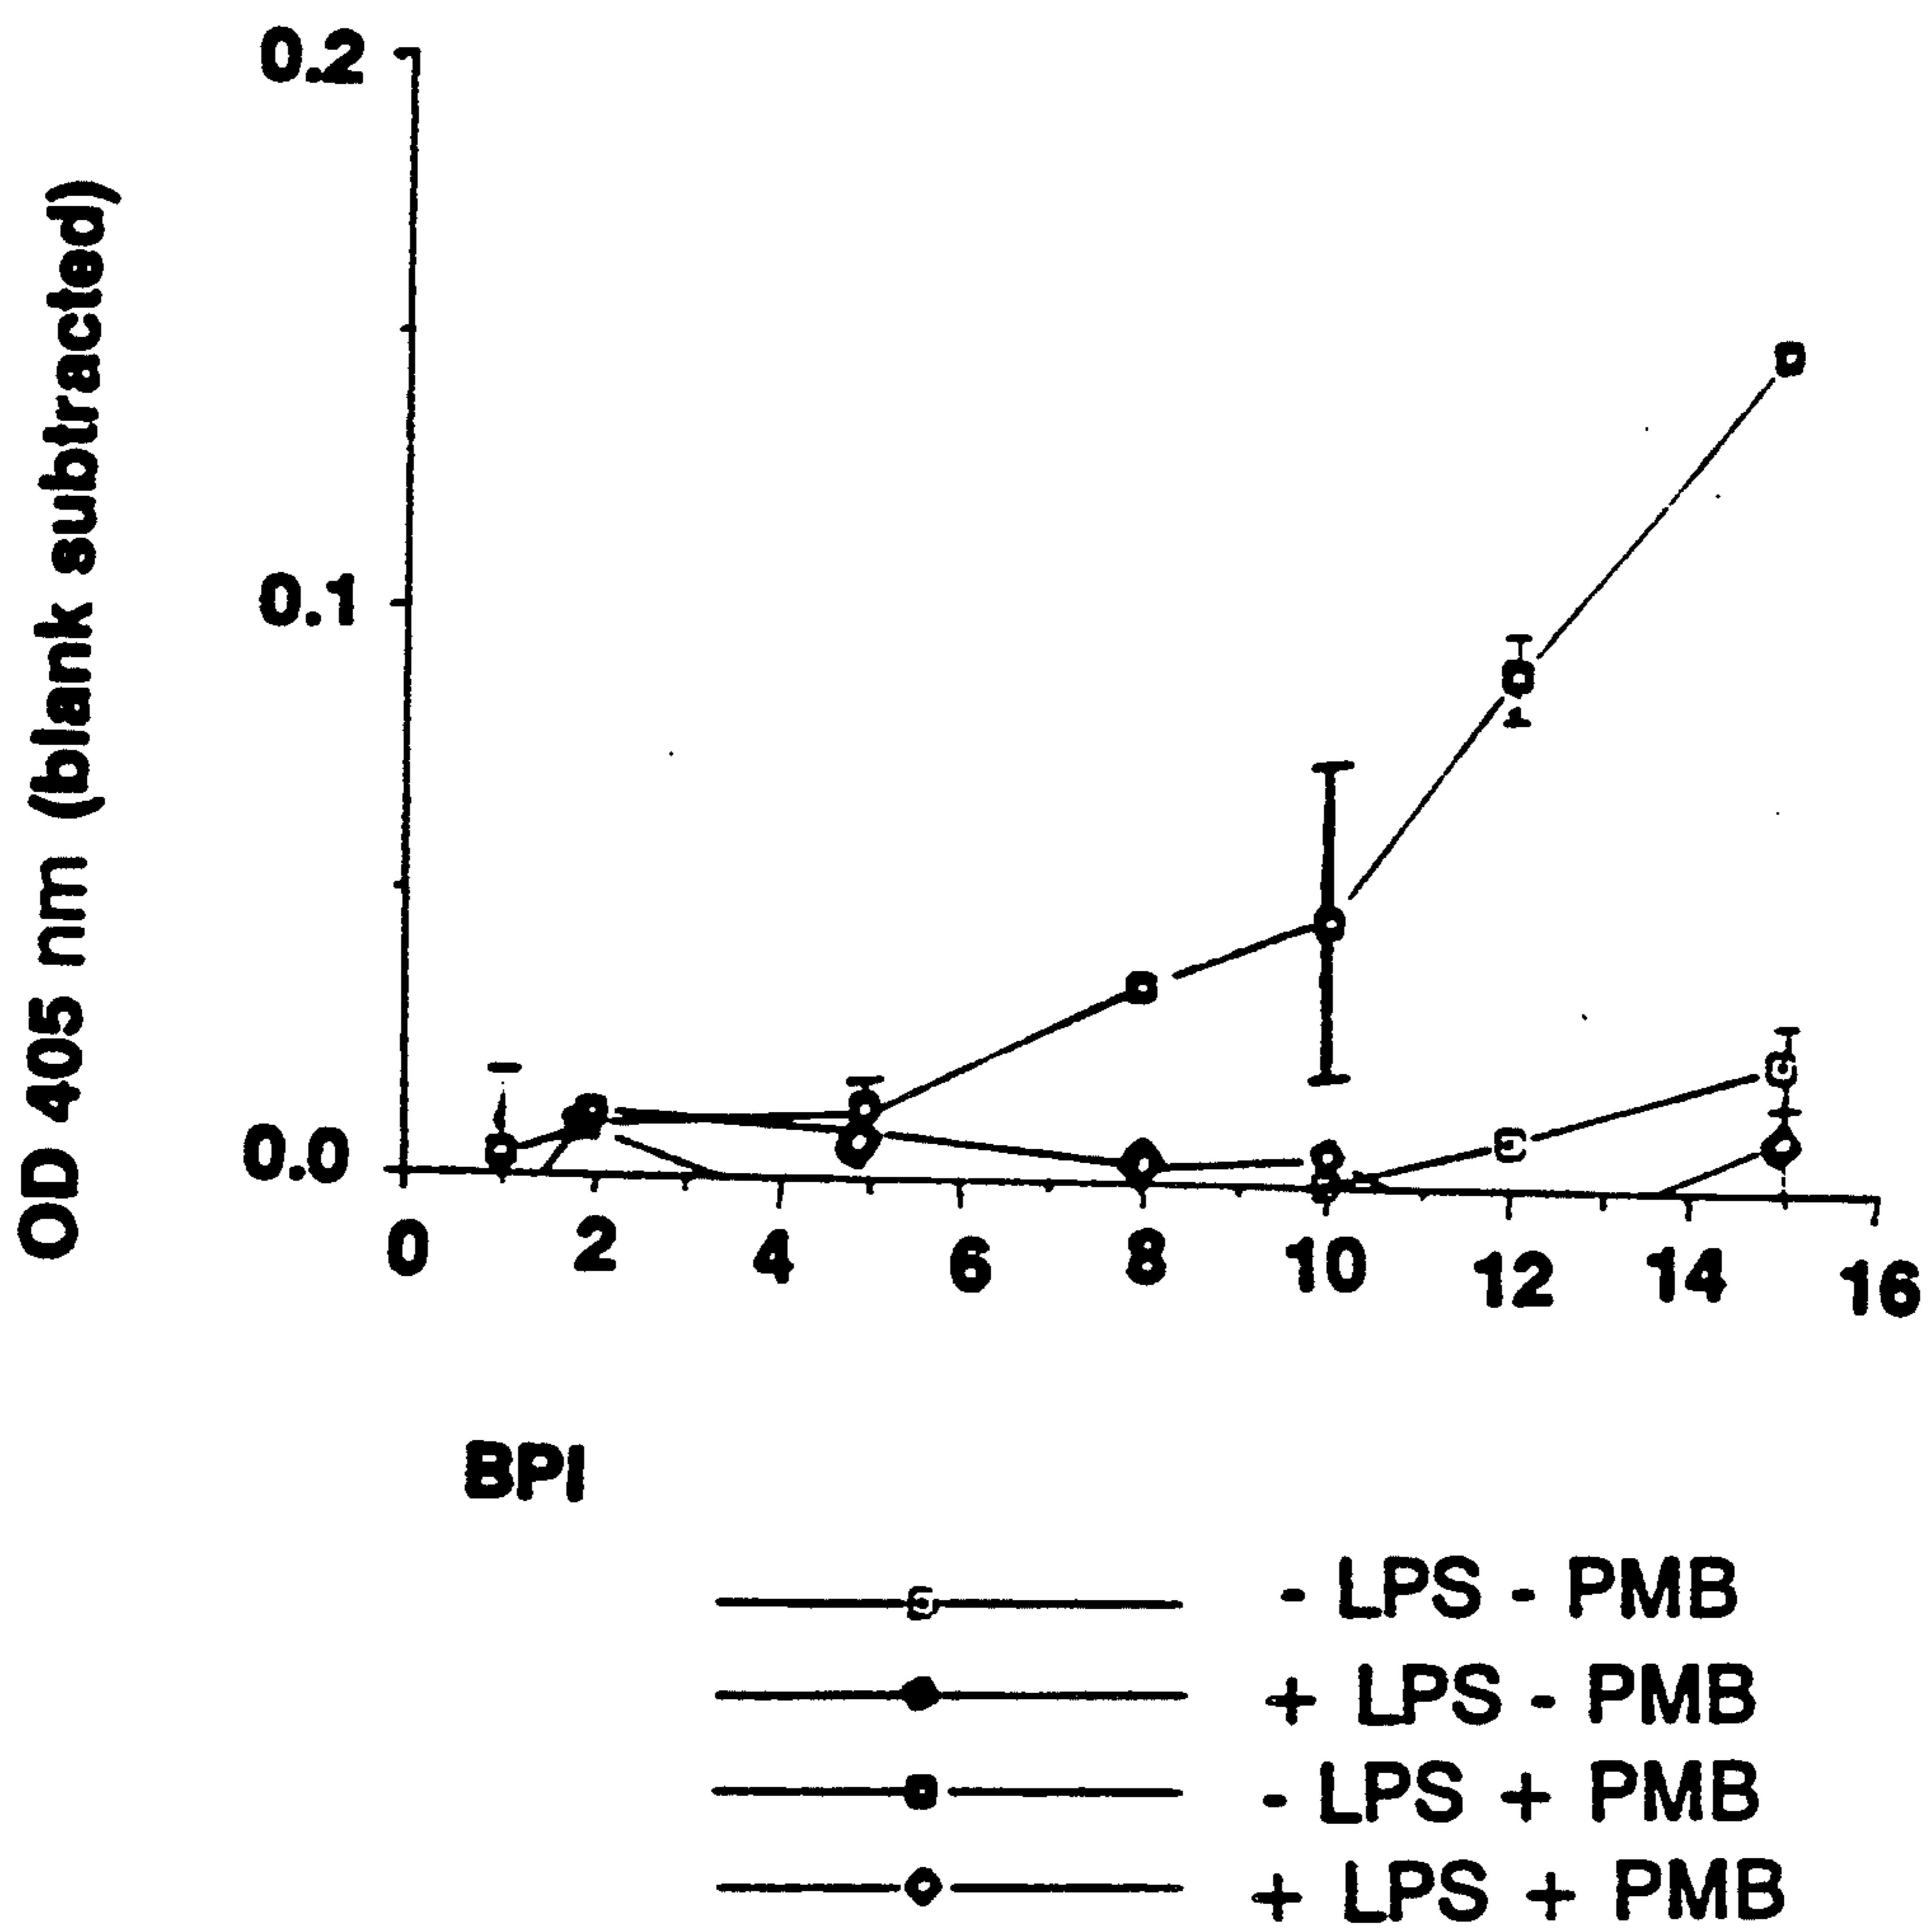 0.2
0.1
0.0
OD 405 nm (blank subtracted)
0 2 4 6 8 10 12 14 16
BPI
- LPS - PMB
+ LPS - PMB
- LPS + PMB
+ LPS + PMB